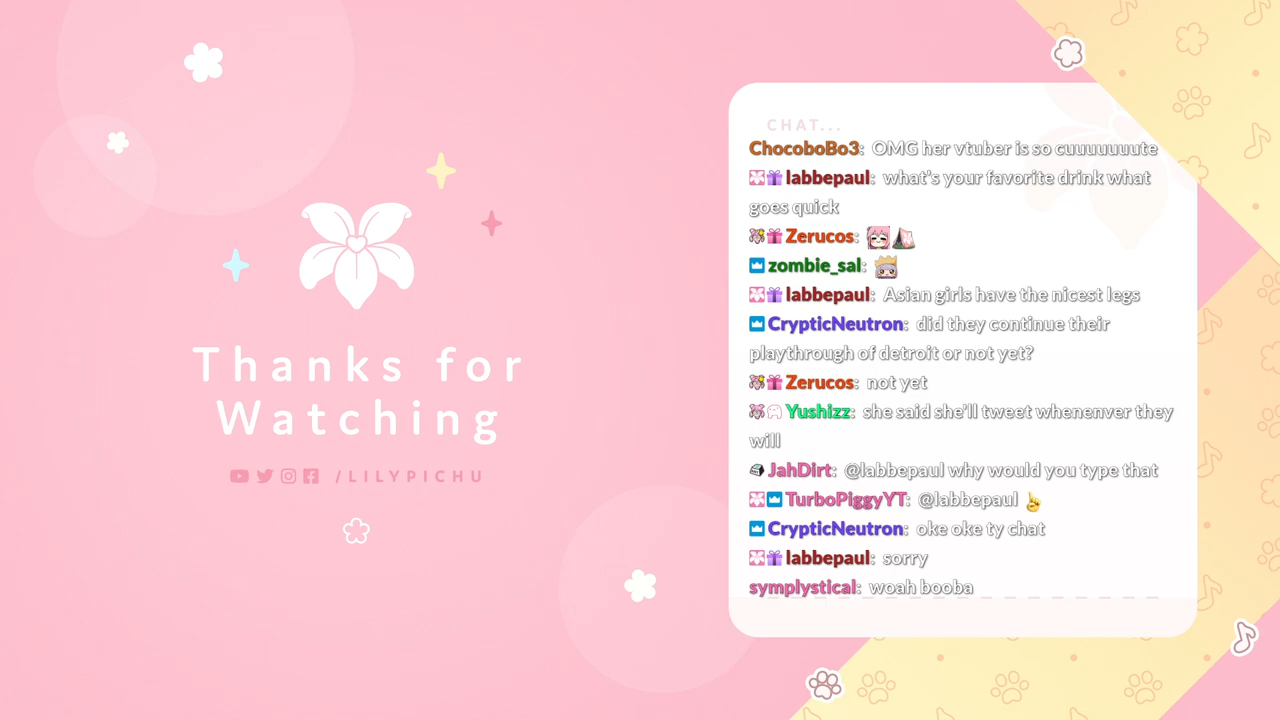 Thanks for
Watching
/LILYPICHU
CHAT...
ChocoboBo3: OMG her vtuber is so cuuuuuuute
labbepaul: what's your favorite drink what
goes quick
Zerucos:
zombie_sal:
labbepaul: Asian girls have the nicest legs
CrypticNeutron: did they continue their
playthrough of detroit or not yet?
Zerucos: not yet
Yushizz: she said she'll tweet whenenver they
will
JahDirt: @labbepaul why would you type that
TurboPiggyYT: @labbepaul
CrypticNeutron: oke oke ty chat
labbepaul: sorry
symplystical: woah booba